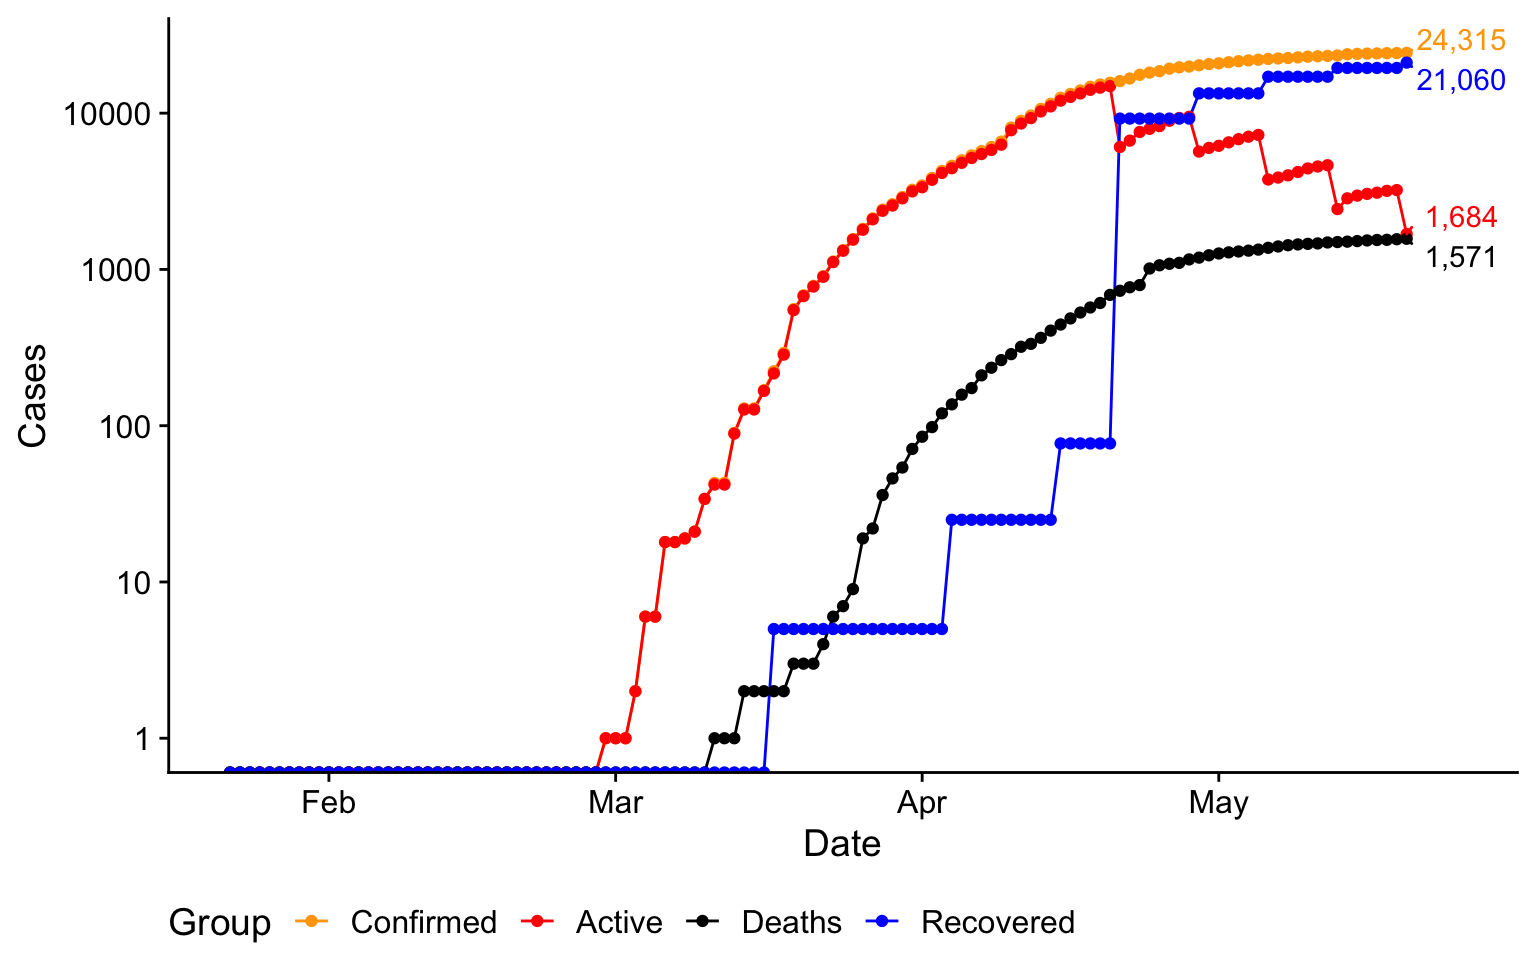 24,315
21,060
10000
1,684
1,571
1000
Cases
100
10
1
Feb Mar Apr May
Date
Group Confirmed Active Deaths Recovered